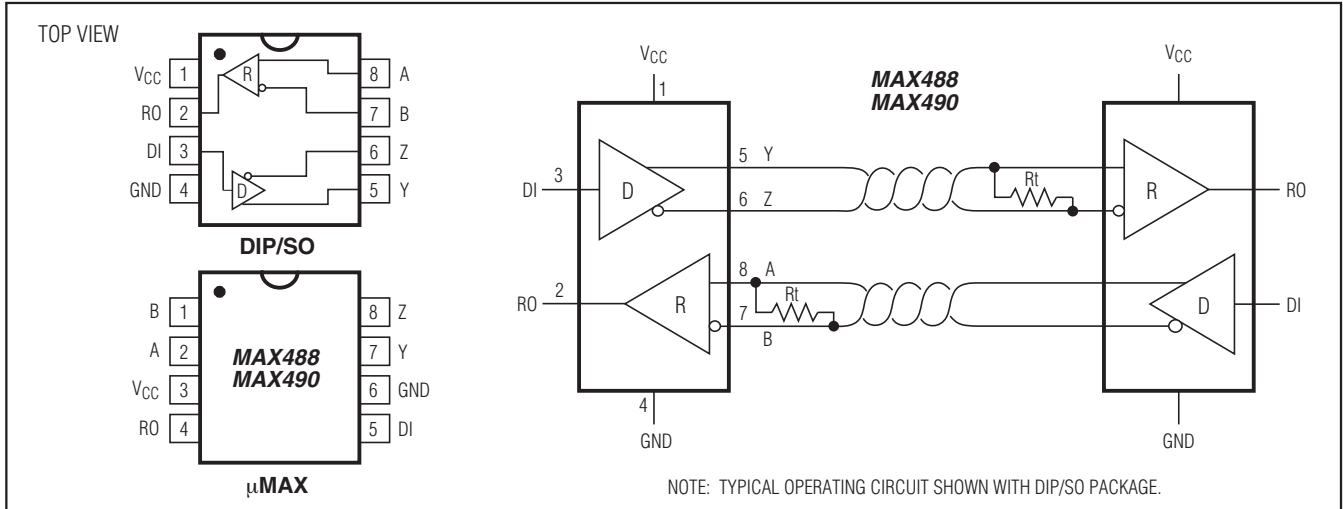 TOP VIEW
VCC 1
RO 2
DI 3
GND 4
8 A
7 B
6 Z
5 Y
R
D
DIP/SO
B 1
A 2
VCC 3
RO 4
8 Z
7 Y
6 GND
5 DI
MAX488
MAX490
µMAX
VCC
1
MAX488
MAX490
VCC
DI 3
D
5 Y
6 Z
Rt
R
RO
RO 2
R
8 A
Rt
7
B
D
DI
4
GND
GND
NOTE: TYPICAL OPERATING CIRCUIT SHOWN WITH DIP/SO PACKAGE.